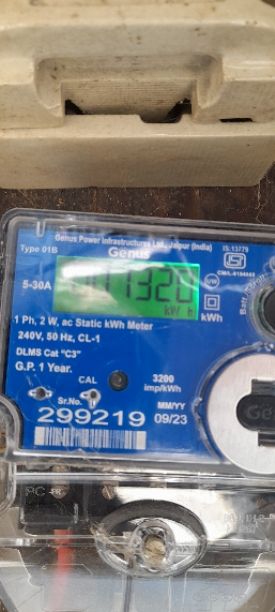 Genus Power Infrastructures Ltd., Jaipur (India)
Type 01B
Genus
IS:13779
5-30A
001320
kW h
kWh
1 Ph, 2 W, ac Static kWh Meter
240V, 50 Hz, CL-1
DLMS Cat "C3"
G.P. 1 Year.
CAL
3200
imp/kWh
Sr.No.
MM/YY
299219
09/23